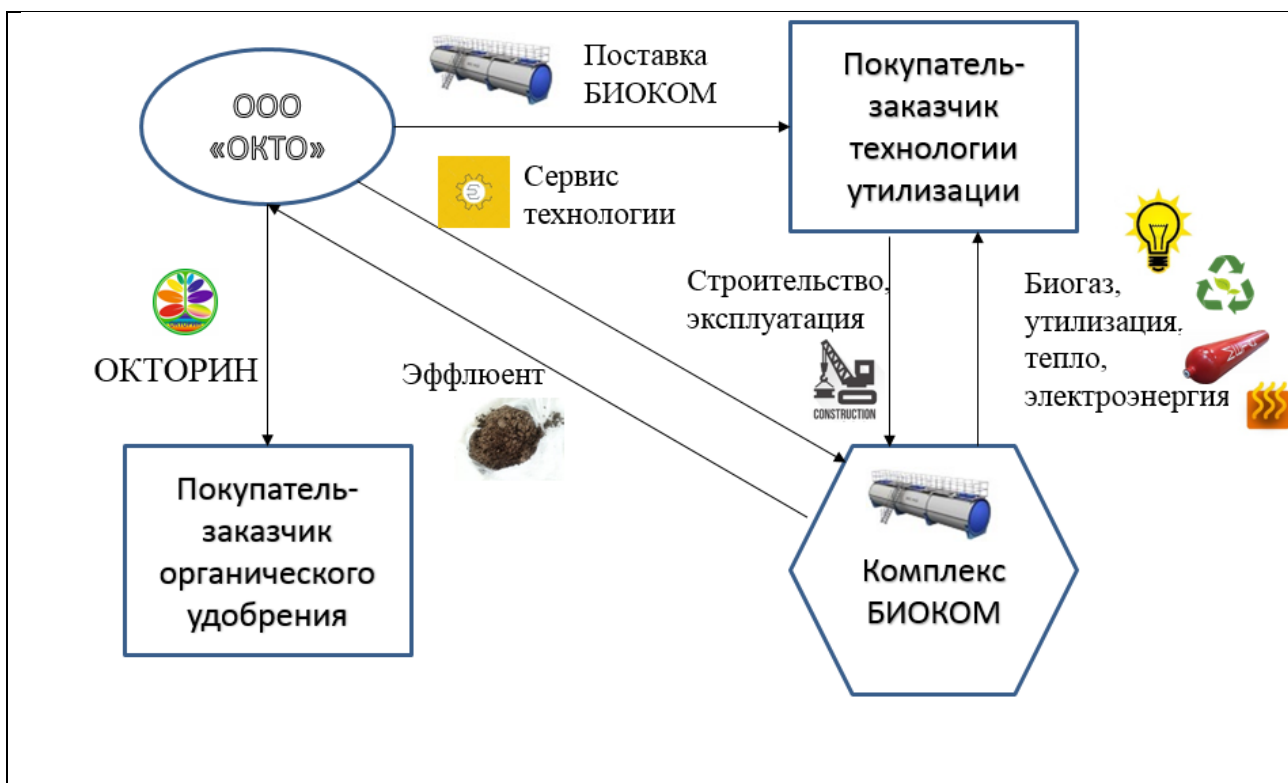 ООО
«ОКТО»
Поставка
БИОКОМ
Покупатель-
заказчик
технологии
утилизации
Сервис
технологии
Строительство,
эксплуатация
CONSTRUCTION
Биогаз,
утилизация,
тепло,
электроэнергия
ОКТОРИН
ОКТОРИН
Эффлюент
Покупатель-
заказчик
органического
удобрения
Комплекс
БИОКОМ